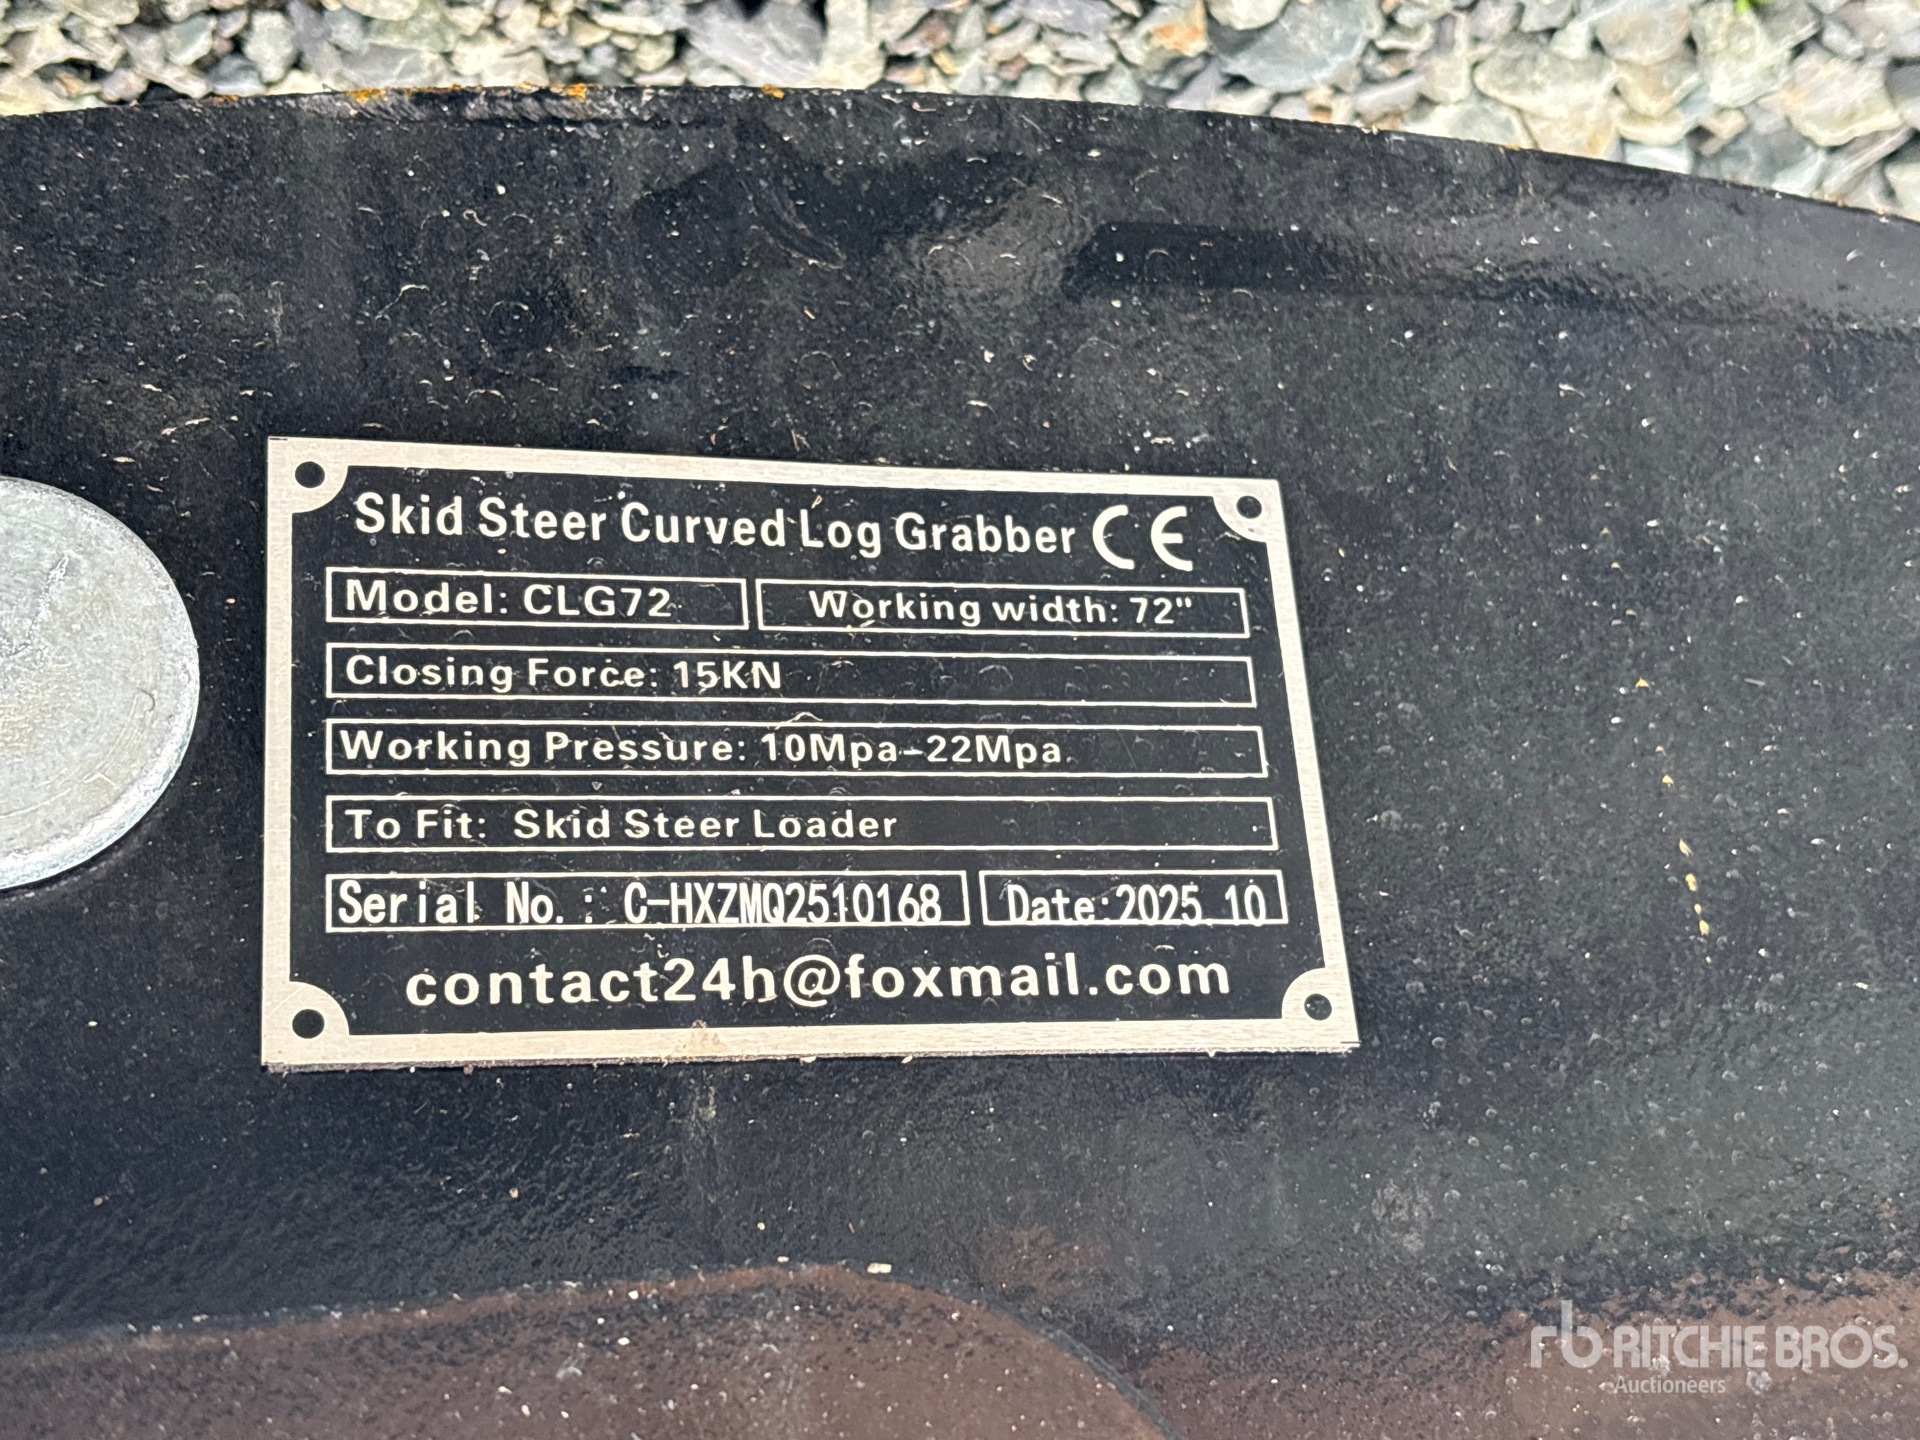 Skid Steer Curved Log Grabber CE
Model: CLG72 Working width: 72"
Closing Force: 15KN
Working Pressure: 10Mpa-22Mpa
To Fit: Skid Steer Loader
Serial No.: C-HXZMQ2510168 Date:2025.10
contact24h@foxmail.com
rb RITCHIE BROS.
Auctioneers